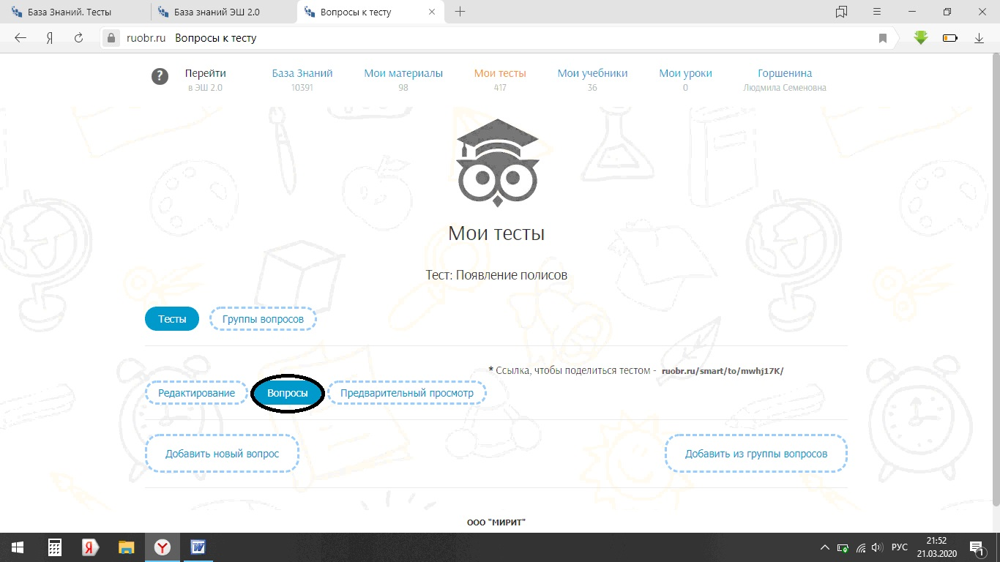 База Знаний. Тесты
База знаний ЭШ 2.0
Вопросы к тесту
ruobr.ru Вопросы к тесту
?
Перейти
в ЭШ 2.0
База Знаний
10391
Мои материалы
98
Мои тесты
417
Мои учебники
36
Мои уроки
0
Горшенина
Людмила Семеновна
Мои тесты
Тест: Появление полисов
Тесты
Группы вопросов
* Ссылка, чтобы поделиться тестом - ruobr.ru/smart/to/mwhj17K/
Редактирование
Вопросы
Предварительный просмотр
Добавить новый вопрос
Добавить из группы вопросов
ООО "МИРИТ"
РУС
21:52
21.03.2020
1